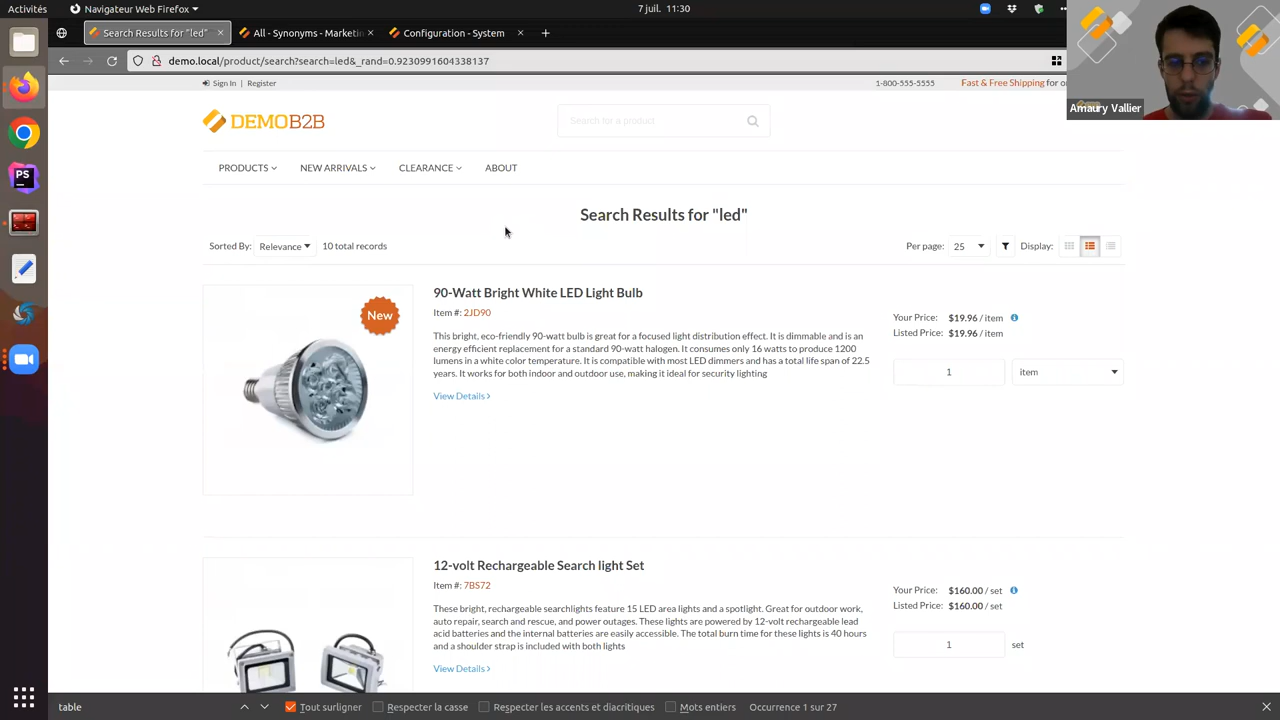 Activités
Navigateur Web Firefox
7 juil. 11:30
Search Results for "led"
All - Synonyms - Marketin
Configuration - System
demo.local/product/search?search=led&_rand=0.9230991604338137
Amaury Vallier
Sign In | Register
1-800-555-5555
Fast & Free Shipping for o
DEMOB2B
Search for a product
PRODUCTS
NEW ARRIVALS
CLEARANCE
ABOUT
Search Results for "led"
Sorted By:
Relevance
10 total records
Per page:
25
Display:
New
90-Watt Bright White LED Light Bulb
Item #: 2JD90
This bright, eco-friendly 90-watt bulb is great for a focused light distribution effect. It is dimmable and is an
energy efficient replacement for a standard 90-watt halogen. It consumes only 16 watts to produce 1200
lumens in a white color temperature. It is compatible with most LED dimmers and has a total life span of 22.5
years. It works for both indoor and outdoor use, making it ideal for security lighting
View Details
Your Price: $19.96 / item
Listed Price: $19.96 / item
1
item
12-volt Rechargeable Search light Set
Item #: 7BS72
These bright, rechargeable searchlights feature 15 LED area lights and a spotlight. Great for outdoor work,
auto repair, search and rescue, and power outages. These lights are powered by 12-volt rechargeable lead
acid batteries and the internal batteries are easily accessible. The total burn time for these lights is 40 hours
and a shoulder strap is included with both lights
View Details
Your Price: $160.00 / set
Listed Price: $160.00 / set
1
set
PS
table
Tout surligner
Respecter la casse
Respecter les accents et diacritiques
Mots entiers
Occurrence 1 sur 27